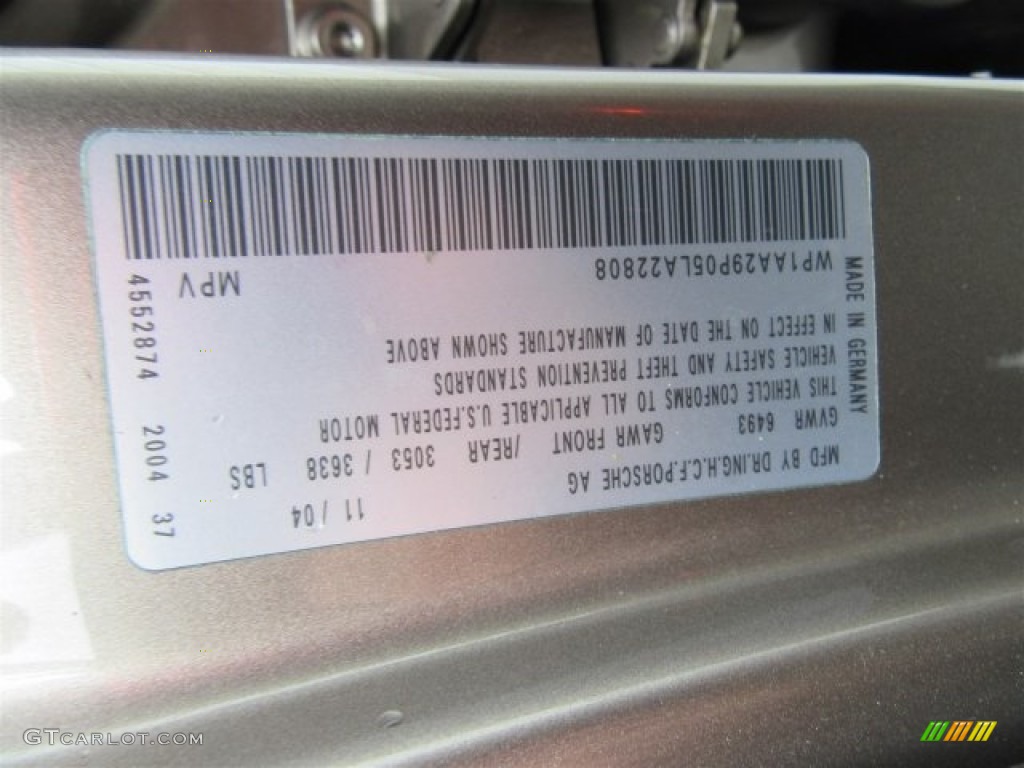 MFD BY DR.ING.H.C.F.PORSCHE AG 11 / 04
GVWR 6493 GAWR FRONT /REAR 3053 / 3638 LBS
THIS VEHICLE CONFORMS TO ALL APPLICABLE U.S.FEDERAL MOTOR
VEHICLE SAFETY AND THEFT PREVENTION STANDARDS
IN EFFECT ON THE DATE OF MANUFACTURE SHOWN ABOVE
WP1AA29P05LA22808 MPV
MADE IN GERMANY
4552874 2004 37
GTCARLOT.COM